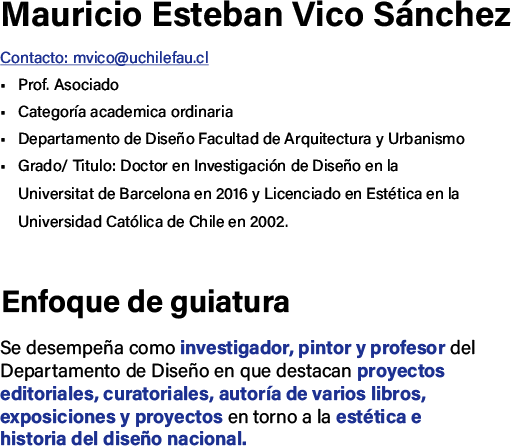 Mauricio Esteban Vico Sánchez
Contacto: mvico@uchilefau.cl
• Prof. Asociado
• Categoría academica ordinaria
• Departamento de Diseño Facultad de Arquitectura y Urbanismo
• Grado/ Titulo: Doctor en Investigación de Diseño en la
Universitat de Barcelona en 2016 y Licenciado en Estética en la
Universidad Católica de Chile en 2002.
Enfoque de guiatura
Se desempeña como investigador, pintor y profesor del
Departamento de Diseño en que destacan proyectos
editoriales, curatoriales, autoría de varios libros,
exposiciones y proyectos en torno a la estética e
historia del diseño nacional.